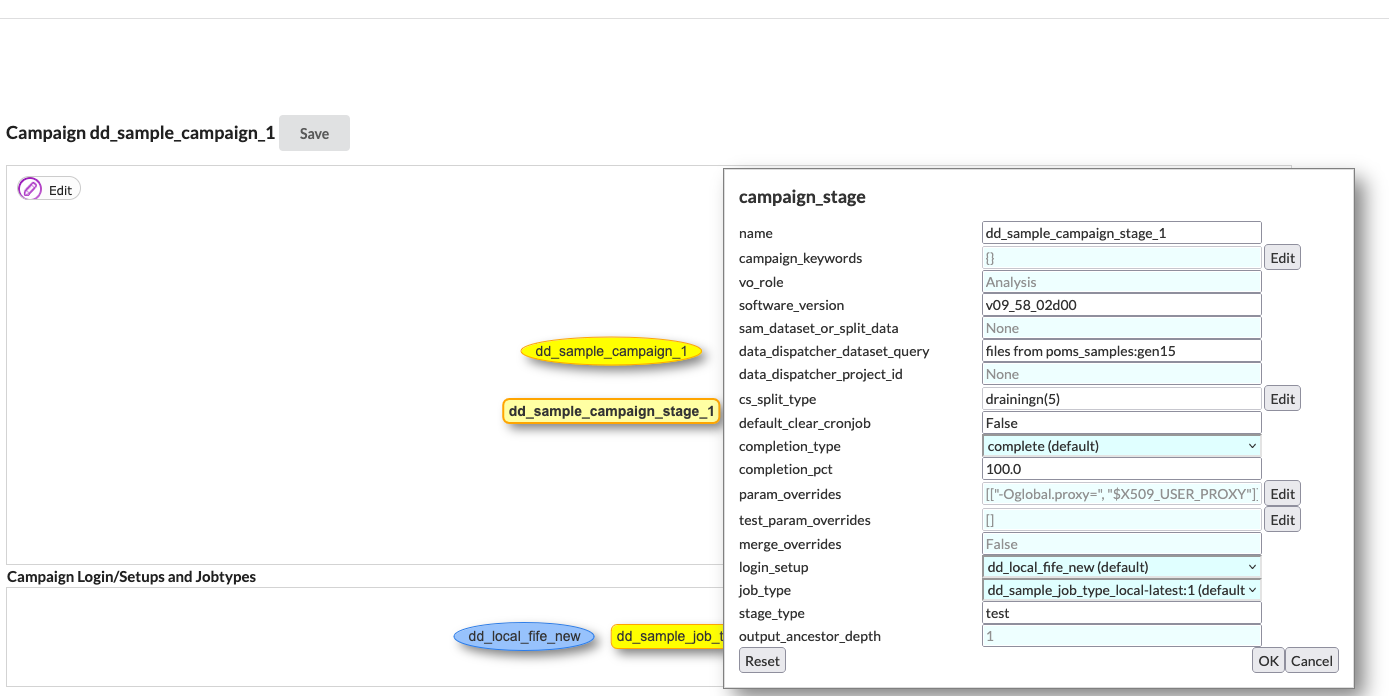 Campaign dd_sample_campaign_1 Save
Edit
dd_sample_campaign_1
dd_sample_campaign_stage_1
Campaign Login/Setups and Jobtypes
dd_local_fife_new dd_sample_job_t
campaign_stage
name dd_sample_campaign_stage_1
campaign_keywords {} Edit
vo_role Analysis
software_version v09_58_02d00
sam_dataset_or_split_data None
data_dispatcher_dataset_query files from poms_samples:gen15
data_dispatcher_project_id None
cs_split_type drainingn(5) Edit
default_clear_cronjob False
completion_type complete (default)
completion_pct 100.0
param_overrides [["-Oglobal.proxy=", "$X509_USER_PROXY"]] Edit
test_param_overrides [] Edit
merge_overrides False
login_setup dd_local_fife_new (default)
job_type dd_sample_job_type_local-latest:1 (default
stage_type test
output_ancestor_depth 1
Reset OK Cancel